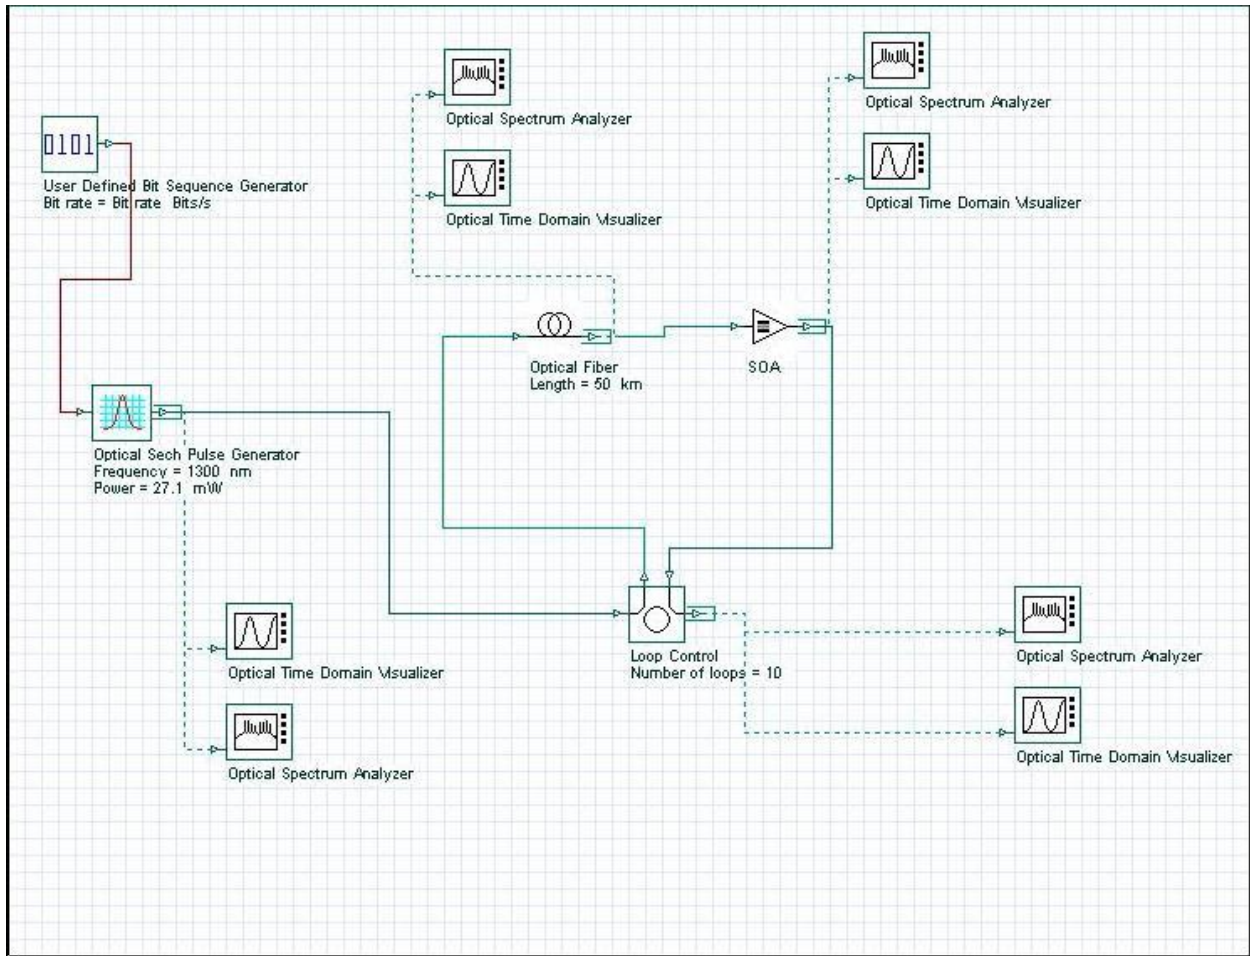 Optical Spectrum Analyzer
Optical Spectrum Analyzer
0101
Optical Time Domain Visualizer
Optical Time Domain Visualizer
User Defined Bit Sequence Generator
Bit rate = Bit rate Bits/s
Optical Fiber
Length = 50 km
SOA
Optical Sech Pulse Generator
Frequency = 1300 nm
Power = 27.1 mW
Loop Control
Number of loops = 10
Optical Spectrum Analyzer
Optical Time Domain Visualizer
Optical Time Domain Visualizer
Optical Spectrum Analyzer